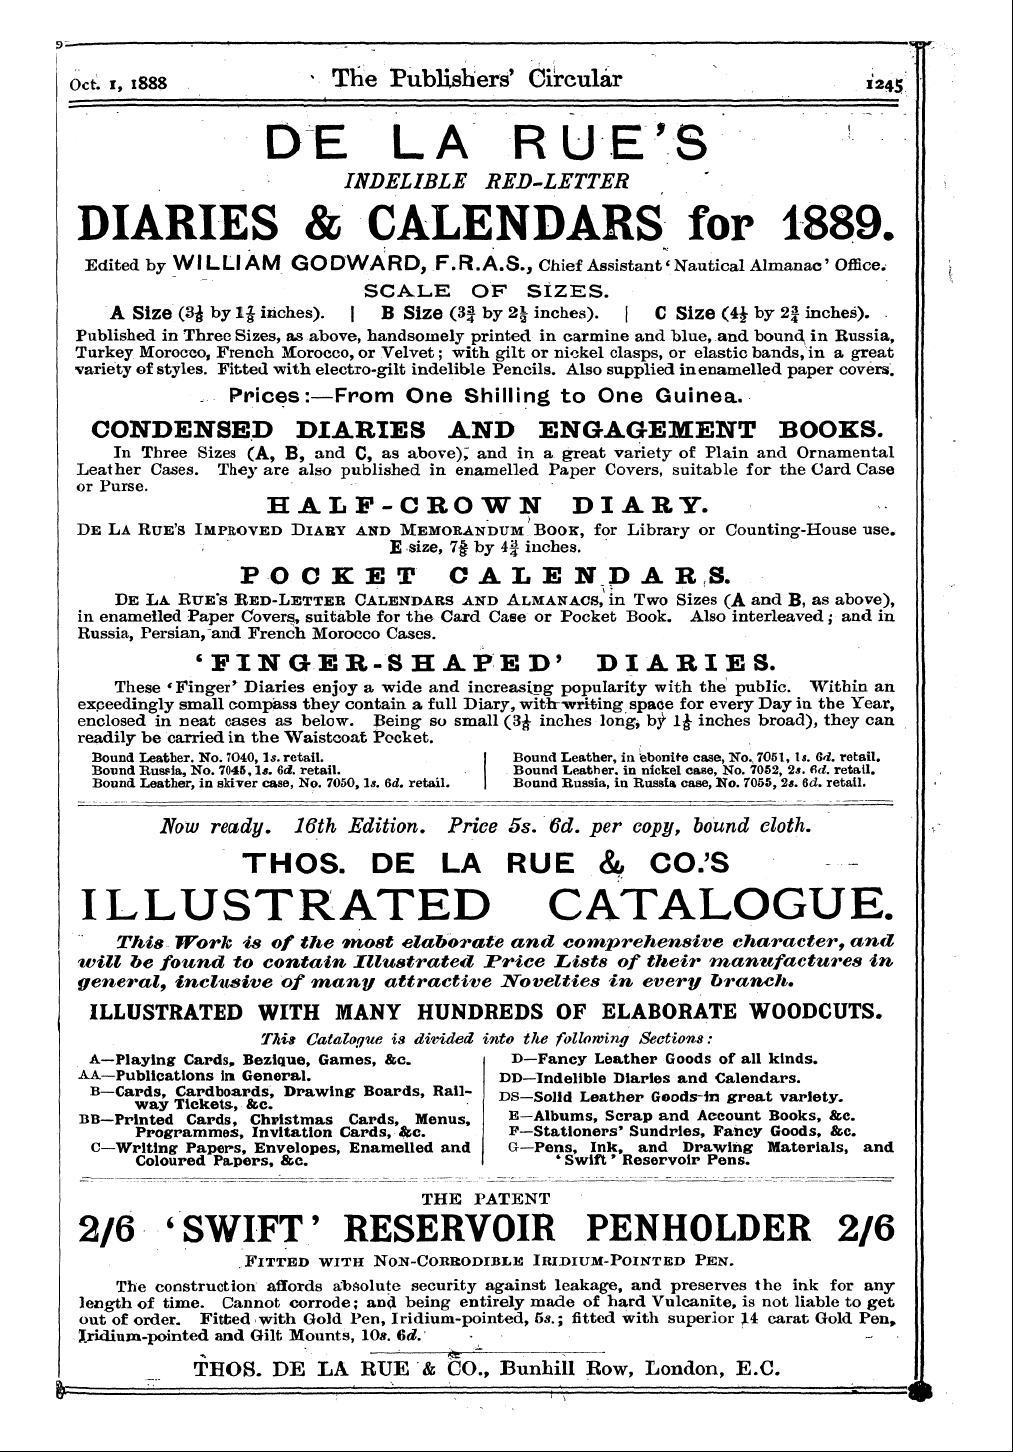 Oct. 1, 1888 The Publishers' Circular 1245
DE LA RUE'S
INDELIBLE RED-LETTER
DIARIES & CALENDARS for 1889.
Edited by WILLIAM GODWARD, F.R.A.S., Chief Assistant 'Nautical Almanac' Office.
SCALE OF SIZES.
A Size (3⅛ by 1⅞ inches). | B Size (3¾ by 2½ inches). | C Size (4½ by 2¾ inches).
Published in Three Sizes, as above, handsomely printed in carmine and blue, and bound in Russia,
Turkey Morocco, French Morocco, or Velvet; with gilt or nickel clasps, or elastic bands, in a great
variety of styles. Fitted with electro-gilt indelible Pencils. Also supplied in enamelled paper covers.
Prices:—From One Shilling to One Guinea.
CONDENSED DIARIES AND ENGAGEMENT BOOKS.
In Three Sizes (A, B, and C, as above), and in a great variety of Plain and Ornamental
Leather Cases. They are also published in enamelled Paper Covers, suitable for the Card Case
or Purse.
HALF-CROWN DIARY.
DE LA RUE'S IMPROVED DIARY AND MEMORANDUM BOOK, for Library or Counting-House use.
E size, 7⅝ by 4¾ inches.
POCKET CALENDARS.
DE LA RUE'S RED-LETTER CALENDARS AND ALMANACS, in Two Sizes (A and B, as above),
in enamelled Paper Covers, suitable for the Card Case or Pocket Book. Also interleaved; and in
Russia, Persian, and French Morocco Cases.
'FINGER-SHAPED' DIARIES.
These 'Finger' Diaries enjoy a wide and increasing popularity with the public. Within an
exceedingly small compass they contain a full Diary, with writing space for every Day in the Year,
enclosed in neat cases as below. Being so small (3⅛ inches long, by 1⅛ inches broad), they can
readily be carried in the Waistcoat Pocket.
Bound Leather. No. 7040, 1s. retail.
Bound Russia, No. 7045, 1s. 6d. retail.
Bound Leather, in skiver case, No. 7050, 1s. 6d. retail.
Bound Leather, in ebonite case, No. 7051, 1s. 6d. retail.
Bound Leather. in nickel case, No. 7052, 2s. 6d. retail.
Bound Russia, in Russia case, No. 7055, 2s. 6d. retail.
Now ready. 16th Edition. Price 5s. 6d. per copy, bound cloth.
THOS. DE LA RUE & CO.'S
ILLUSTRATED CATALOGUE.
This Work is of the most elaborate and comprehensive character, and
will be found to contain Illustrated Price Lists of their manufactures in
general, inclusive of many attractive Novelties in every branch.
ILLUSTRATED WITH MANY HUNDREDS OF ELABORATE WOODCUTS.
This Catalogue is divided into the following Sections:
A—Playing Cards, Bezique, Games, &c.
AA—Publications in General.
B—Cards, Cardboards, Drawing Boards, Rail-
way Tickets, &c.
BB—Printed Cards, Christmas Cards, Menus,
Programmes, Invitation Cards, &c.
C—Writing Papers, Envelopes, Enamelled and
Coloured Papers, &c.
D—Fancy Leather Goods of all kinds.
DD—Indelible Diaries and Calendars.
DS—Solid Leather Goods in great variety.
E—Albums, Scrap and Account Books, &c.
F—Stationers' Sundries, Fancy Goods, &c.
G—Pens, Ink, and Drawing Materials, and
'Swift' Reservoir Pens.
THE PATENT
2/6 'SWIFT' RESERVOIR PENHOLDER 2/6
FITTED WITH NON-CORRODIBLE IRIDIUM-POINTED PEN.
The construction affords absolute security against leakage, and preserves the ink for any
length of time. Cannot corrode; and being entirely made of hard Vulcanite, is not liable to get
out of order. Fitted with Gold Pen, Iridium-pointed, 5s.; fitted with superior 14 carat Gold Pen,
Iridium-pointed and Gilt Mounts, 10s. 6d.
THOS. DE LA RUE & CO., Bunhill Row, London, E.C.